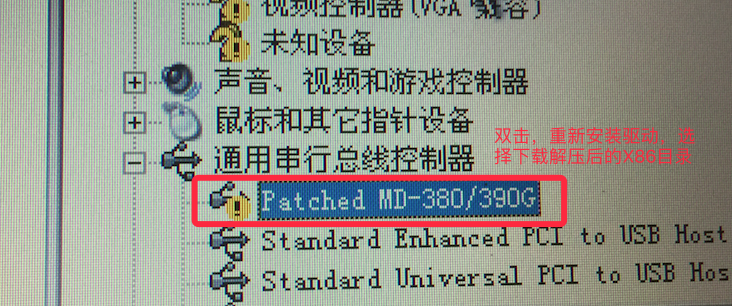 视频控制器(VGA 兼容)
未知设备
声音、视频和游戏控制器
鼠标和其它指针设备
双击，重新安装驱动，选
择下载解压后的X86目录
通用串行总线控制器
Patched MD-380/390G
Standard Enhanced PCI to USB Host
Standard Universal PCI to USB Hos